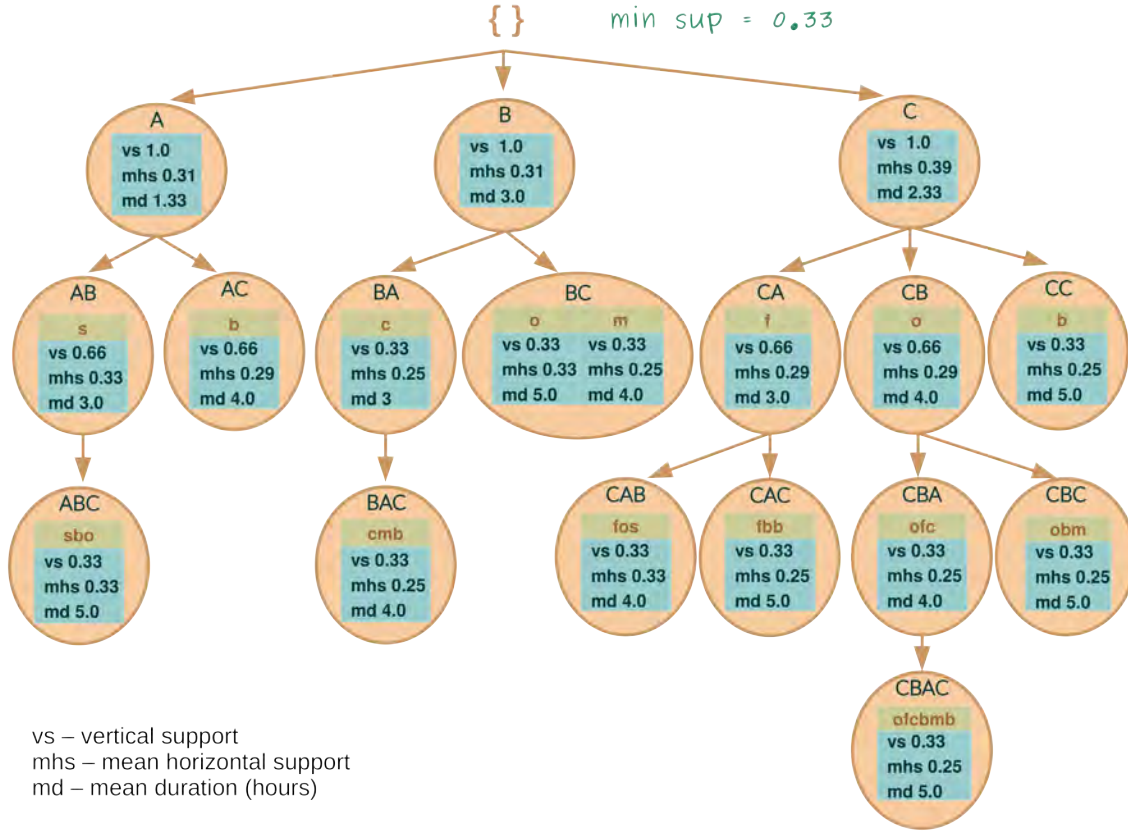 { }
min sup = 0.33
A
vs 1.0
mhs 0.31
md 1.33
B
vs 1.0
mhs 0.31
md 3.0
C
vs 1.0
mhs 0.39
md 2.33
AB
s
vs 0.66
mhs 0.33
md 3.0
AC
b
vs 0.66
mhs 0.29
md 4.0
BA
c
vs 0.33
mhs 0.25
md 3
BC
o m
vs 0.33 vs 0.33
mhs 0.33 mhs 0.25
md 5.0 md 4.0
CA
f
vs 0.66
mhs 0.29
md 3.0
CB
o
vs 0.66
mhs 0.29
md 4.0
CC
b
vs 0.33
mhs 0.25
md 5.0
ABC
sbo
vs 0.33
mhs 0.33
md 5.0
BAC
cmb
vs 0.33
mhs 0.25
md 4.0
CAB
fos
vs 0.33
mhs 0.33
md 4.0
CAC
fbb
vs 0.33
mhs 0.25
md 5.0
CBA
ofc
vs 0.33
mhs 0.25
md 4.0
CBC
obm
vs 0.33
mhs 0.25
md 5.0
CBAC
ofcbmb
vs 0.33
mhs 0.25
md 5.0
vs – vertical support
mhs – mean horizontal support
md – mean duration (hours)